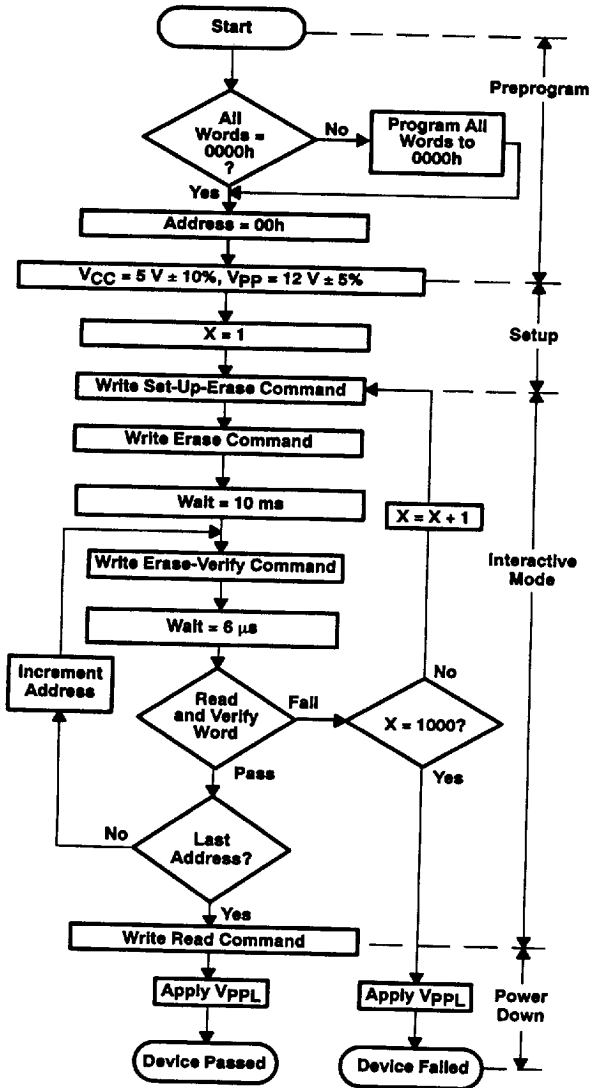 Start
Preprogram
All
Words =
0000h
?
No
Program All
Words to
0000h
Yes
Address = 00h
VCC = 5 V ± 10%, VPP = 12 V ± 5%
Setup
X = 1
Write Set-Up-Erase Command
Write Erase Command
Wait = 10 ms
X = X + 1
Write Erase-Verify Command
Interactive
Mode
Wait = 6 µs
Increment
Address
Read
and Verify
Word
Fail
No
X = 1000?
Pass
Yes
No
Last
Address?
Yes
Write Read Command
Apply VPPL
Apply VPPL
Power
Down
Device Passed
Device Failed